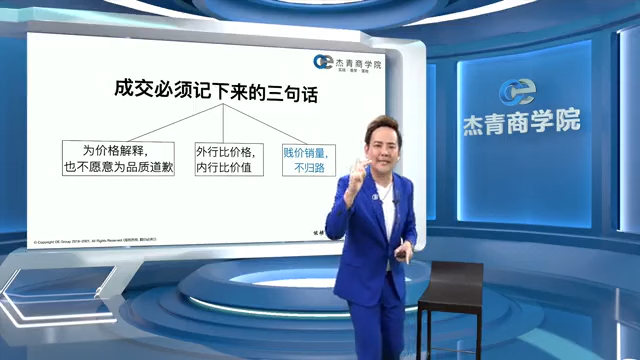 杰青商学院
成交必须记下来的三句话
为价格解释,
也不愿意为品质道歉
外行比价格,
内行比价值
贱价销量,
不归路
杰青商学院